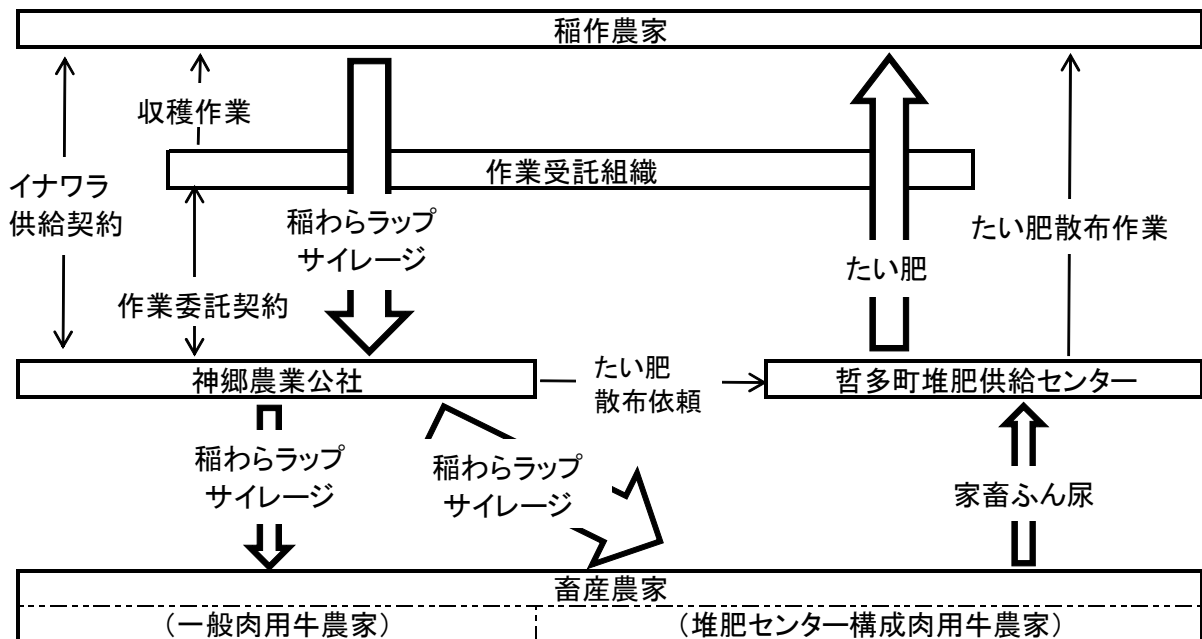 稲作農家
収穫作業
作業受託組織
イナワラ
供給契約
稲わらラップ
サイレージ
たい肥
たい肥散布作業
作業委託契約
神郷農業公社
たい肥
散布依頼
哲多町堆肥供給センター
稲わらラップ
サイレージ
稲わらラップ
サイレージ
家畜ふん尿
畜産農家
（一般肉用牛農家）
（堆肥センター構成肉用牛農家）